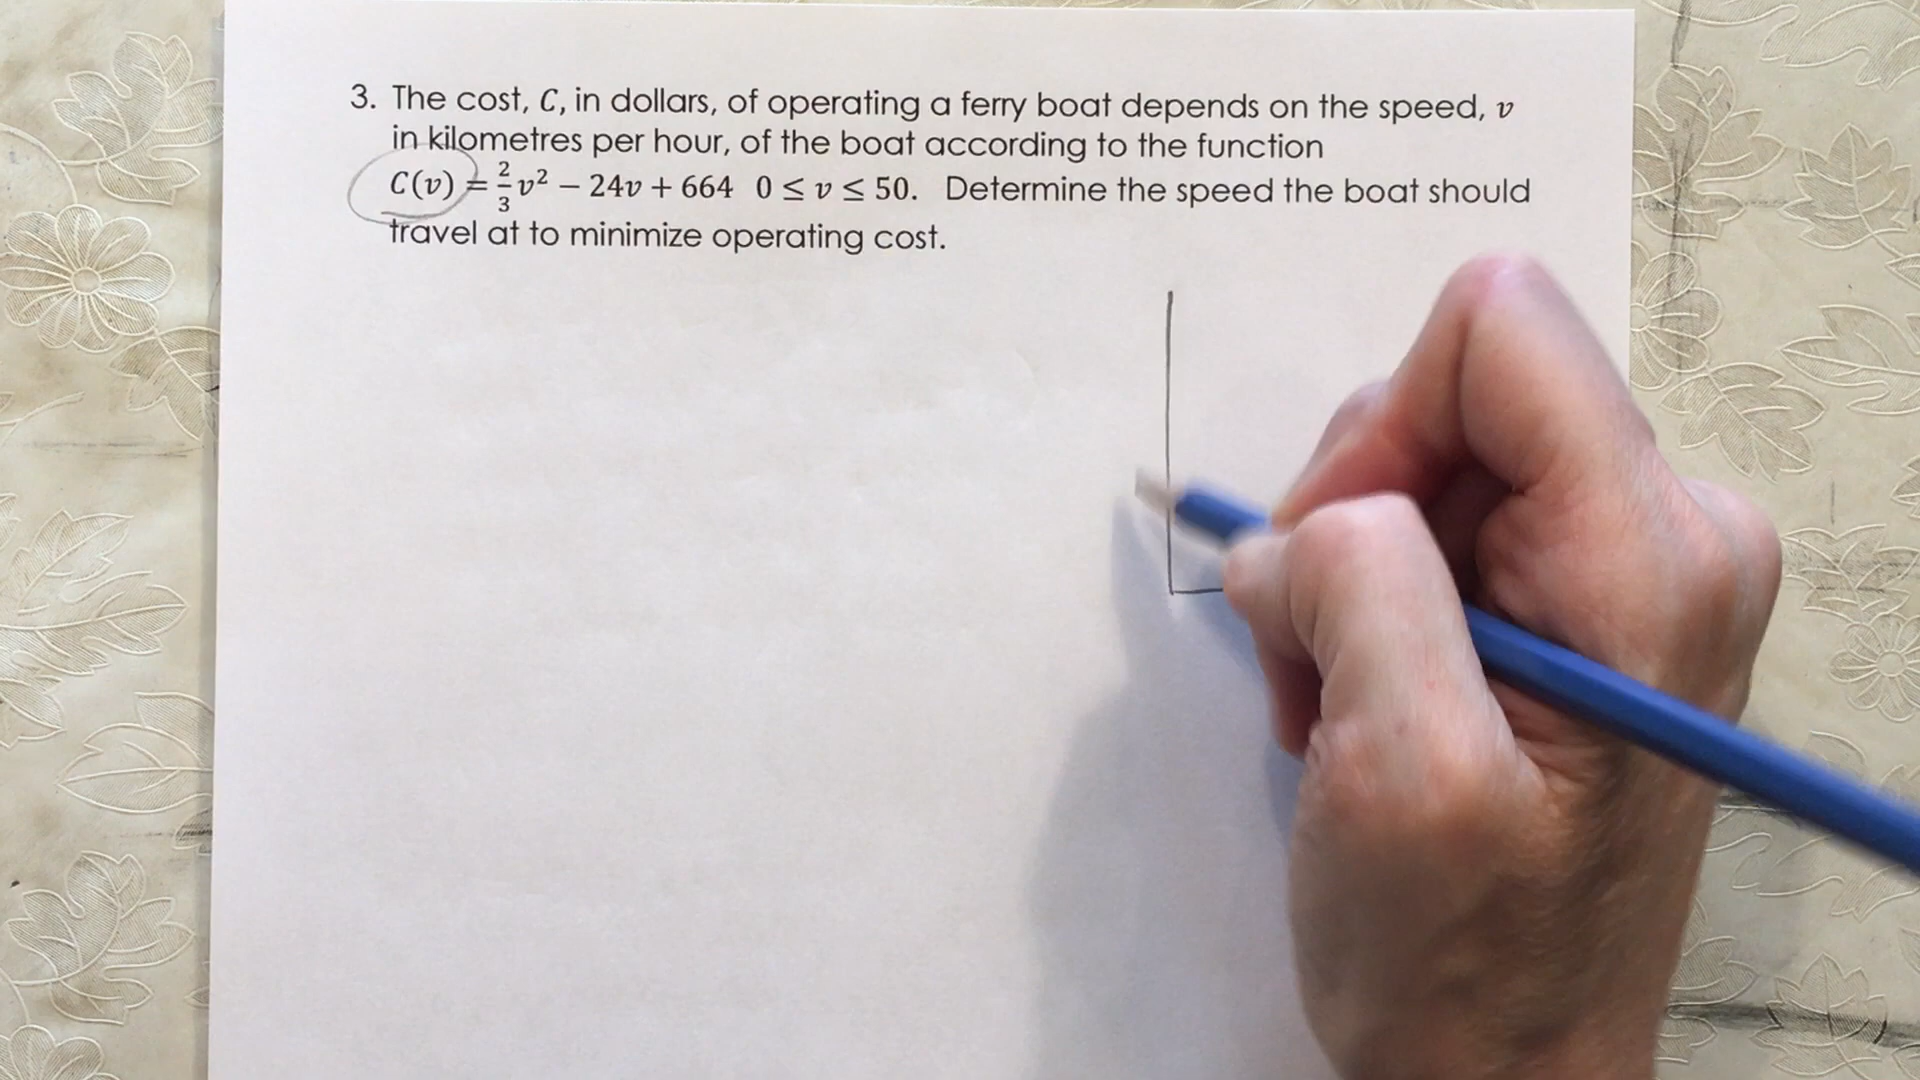 3. The cost, C, in dollars, of operating a ferry boat depends on the speed, v
in kilometres per hour, of the boat according to the function
C(v) = 2/3 v² − 24v + 664 0 ≤ v ≤ 50. Determine the speed the boat should
travel at to minimize operating cost.